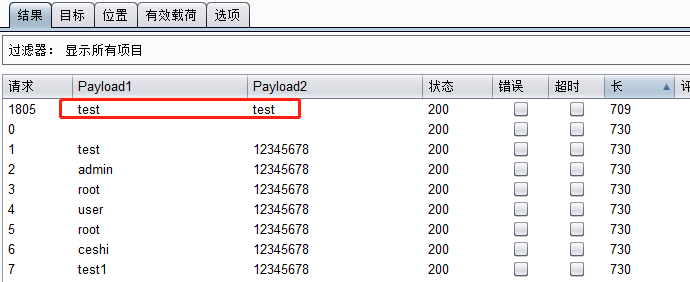 结果 目标 位置 有效载荷 选项
过滤器： 显示所有项目
请求 Payload1 Payload2 状态 错误 超时 长
1805 test test 200 709
0 200 730
1 test 12345678 200 730
2 admin 12345678 200 730
3 root 12345678 200 730
4 user 12345678 200 730
5 root 12345678 200 730
6 ceshi 12345678 200 730
7 test1 12345678 200 730